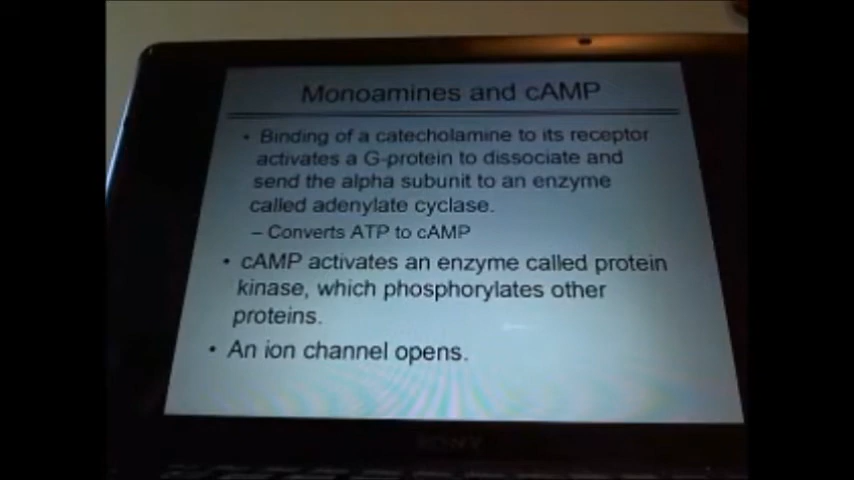 Monoamines and cAMP
• Binding of a catecholamine to its receptor
activates a G-protein to dissociate and
send the alpha subunit to an enzyme
called adenylate cyclase.
– Converts ATP to cAMP
• cAMP activates an enzyme called protein
kinase, which phosphorylates other
proteins.
• An ion channel opens.
SONY